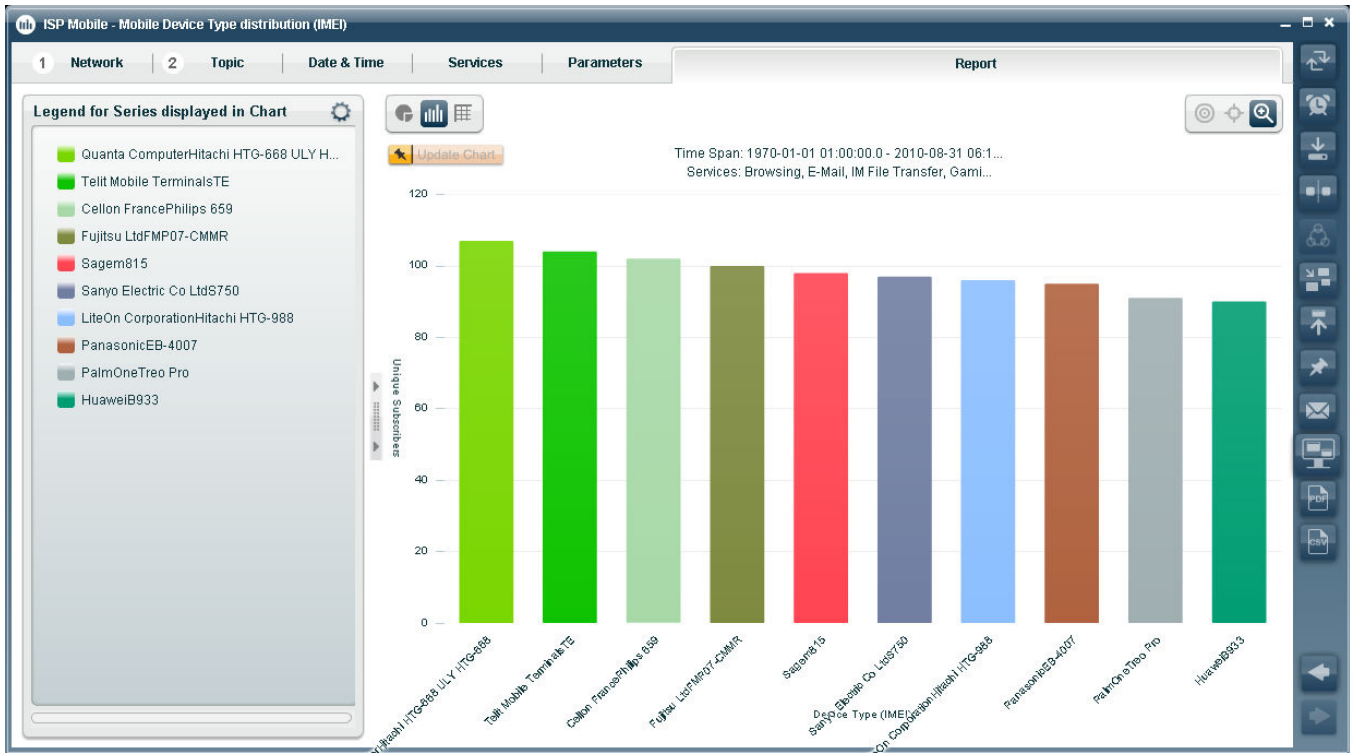 ISP Mobile - Mobile Device Type distribution (IMEI)
1 Network 2 Topic Date & Time Services Parameters Report
Legend for Series displayed in Chart
Quanta ComputerHitachi HTG-668 ULY H...
Telit Mobile TerminalsTE
Cellon FrancePhilips 659
Fujitsu LtdFMP07-CMMR
Sagem815
Sanyo Electric Co LtdS750
LiteOn CorporationHitachi HTG-988
PanasonicEB-4007
PalmOneTreo Pro
HuaweiB933
Update Chart
Time Span: 1970-01-01 01:00:00.0 - 2010-08-31 06:1...
Services: Browsing, E-Mail, IM File Transfer, Gami...
120
100
80
60
40
20
0
Unique Subscribers
rHitachi HTG-668 ULY HTG-668
Telit Mobile TerminalsTE
Cellon FrancePhilips 659
Fujitsu LtdFMP07-CMMR
Sagem815
Sanyo Electric Co LtdS750
On CorporationHitachi HTG-988
PanasonicEB-4007
PalmOneTreo Pro
HuaweiB933
Device Type (IMEI)
PDF
CSV